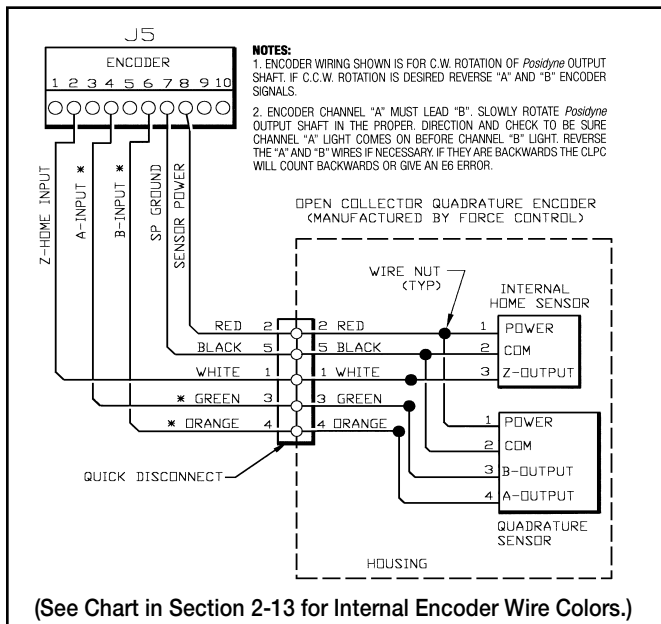 J5
ENCODER
1 2 3 4 5 6 7 8 9 10
NOTES:
1. ENCODER WIRING SHOWN IS FOR C.W. ROTATION OF Posidyne OUTPUT
SHAFT. IF C.C.W. ROTATION IS DESIRED REVERSE “A” AND “B” ENCODER
SIGNALS.
2. ENCODER CHANNEL “A” MUST LEAD “B”. SLOWLY ROTATE Posidyne
OUTPUT SHAFT IN THE PROPER. DIRECTION AND CHECK TO BE SURE
CHANNEL “A” LIGHT COMES ON BEFORE CHANNEL “B” LIGHT. REVERSE
THE “A” AND “B” WIRES IF NECESSARY. IF THEY ARE BACKWARDS THE CLPC
WILL COUNT BACKWARDS OR GIVE AN E6 ERROR.
Z-HOME INPUT
A-INPUT *
B-INPUT *
SP GROUND
SENSOR POWER
OPEN COLLECTOR QUADRATURE ENCODER
(MANUFACTURED BY FORCE CONTROL)
WIRE NUT
(TYP)
INTERNAL
HOME SENSOR
RED 2 2 RED 1 POWER
BLACK 5 5 BLACK 2 COM
WHITE 1 1 WHITE 3 Z-OUTPUT
* GREEN 3 3 GREEN
* ORANGE 4 4 ORANGE
1 POWER
2 COM
3 B-OUTPUT
4 A-OUTPUT
QUICK DISCONNECT
QUADRATURE
SENSOR
HOUSING
(See Chart in Section 2-13 for Internal Encoder Wire Colors.)